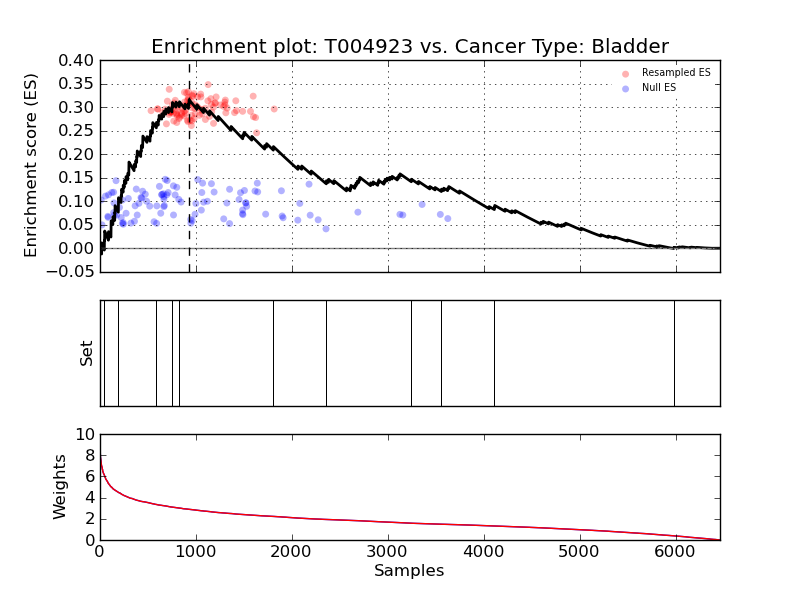 Enrichment plot: T004923 vs. Cancer Type: Bladder
Enrichment score (ES)
0.40
0.35
0.30
0.25
0.20
0.15
0.10
0.05
0.00
−0.05
Resampled ES
Null ES
Set
Weights
10
8
6
4
2
0
0 1000 2000 3000 4000 5000 6000
Samples